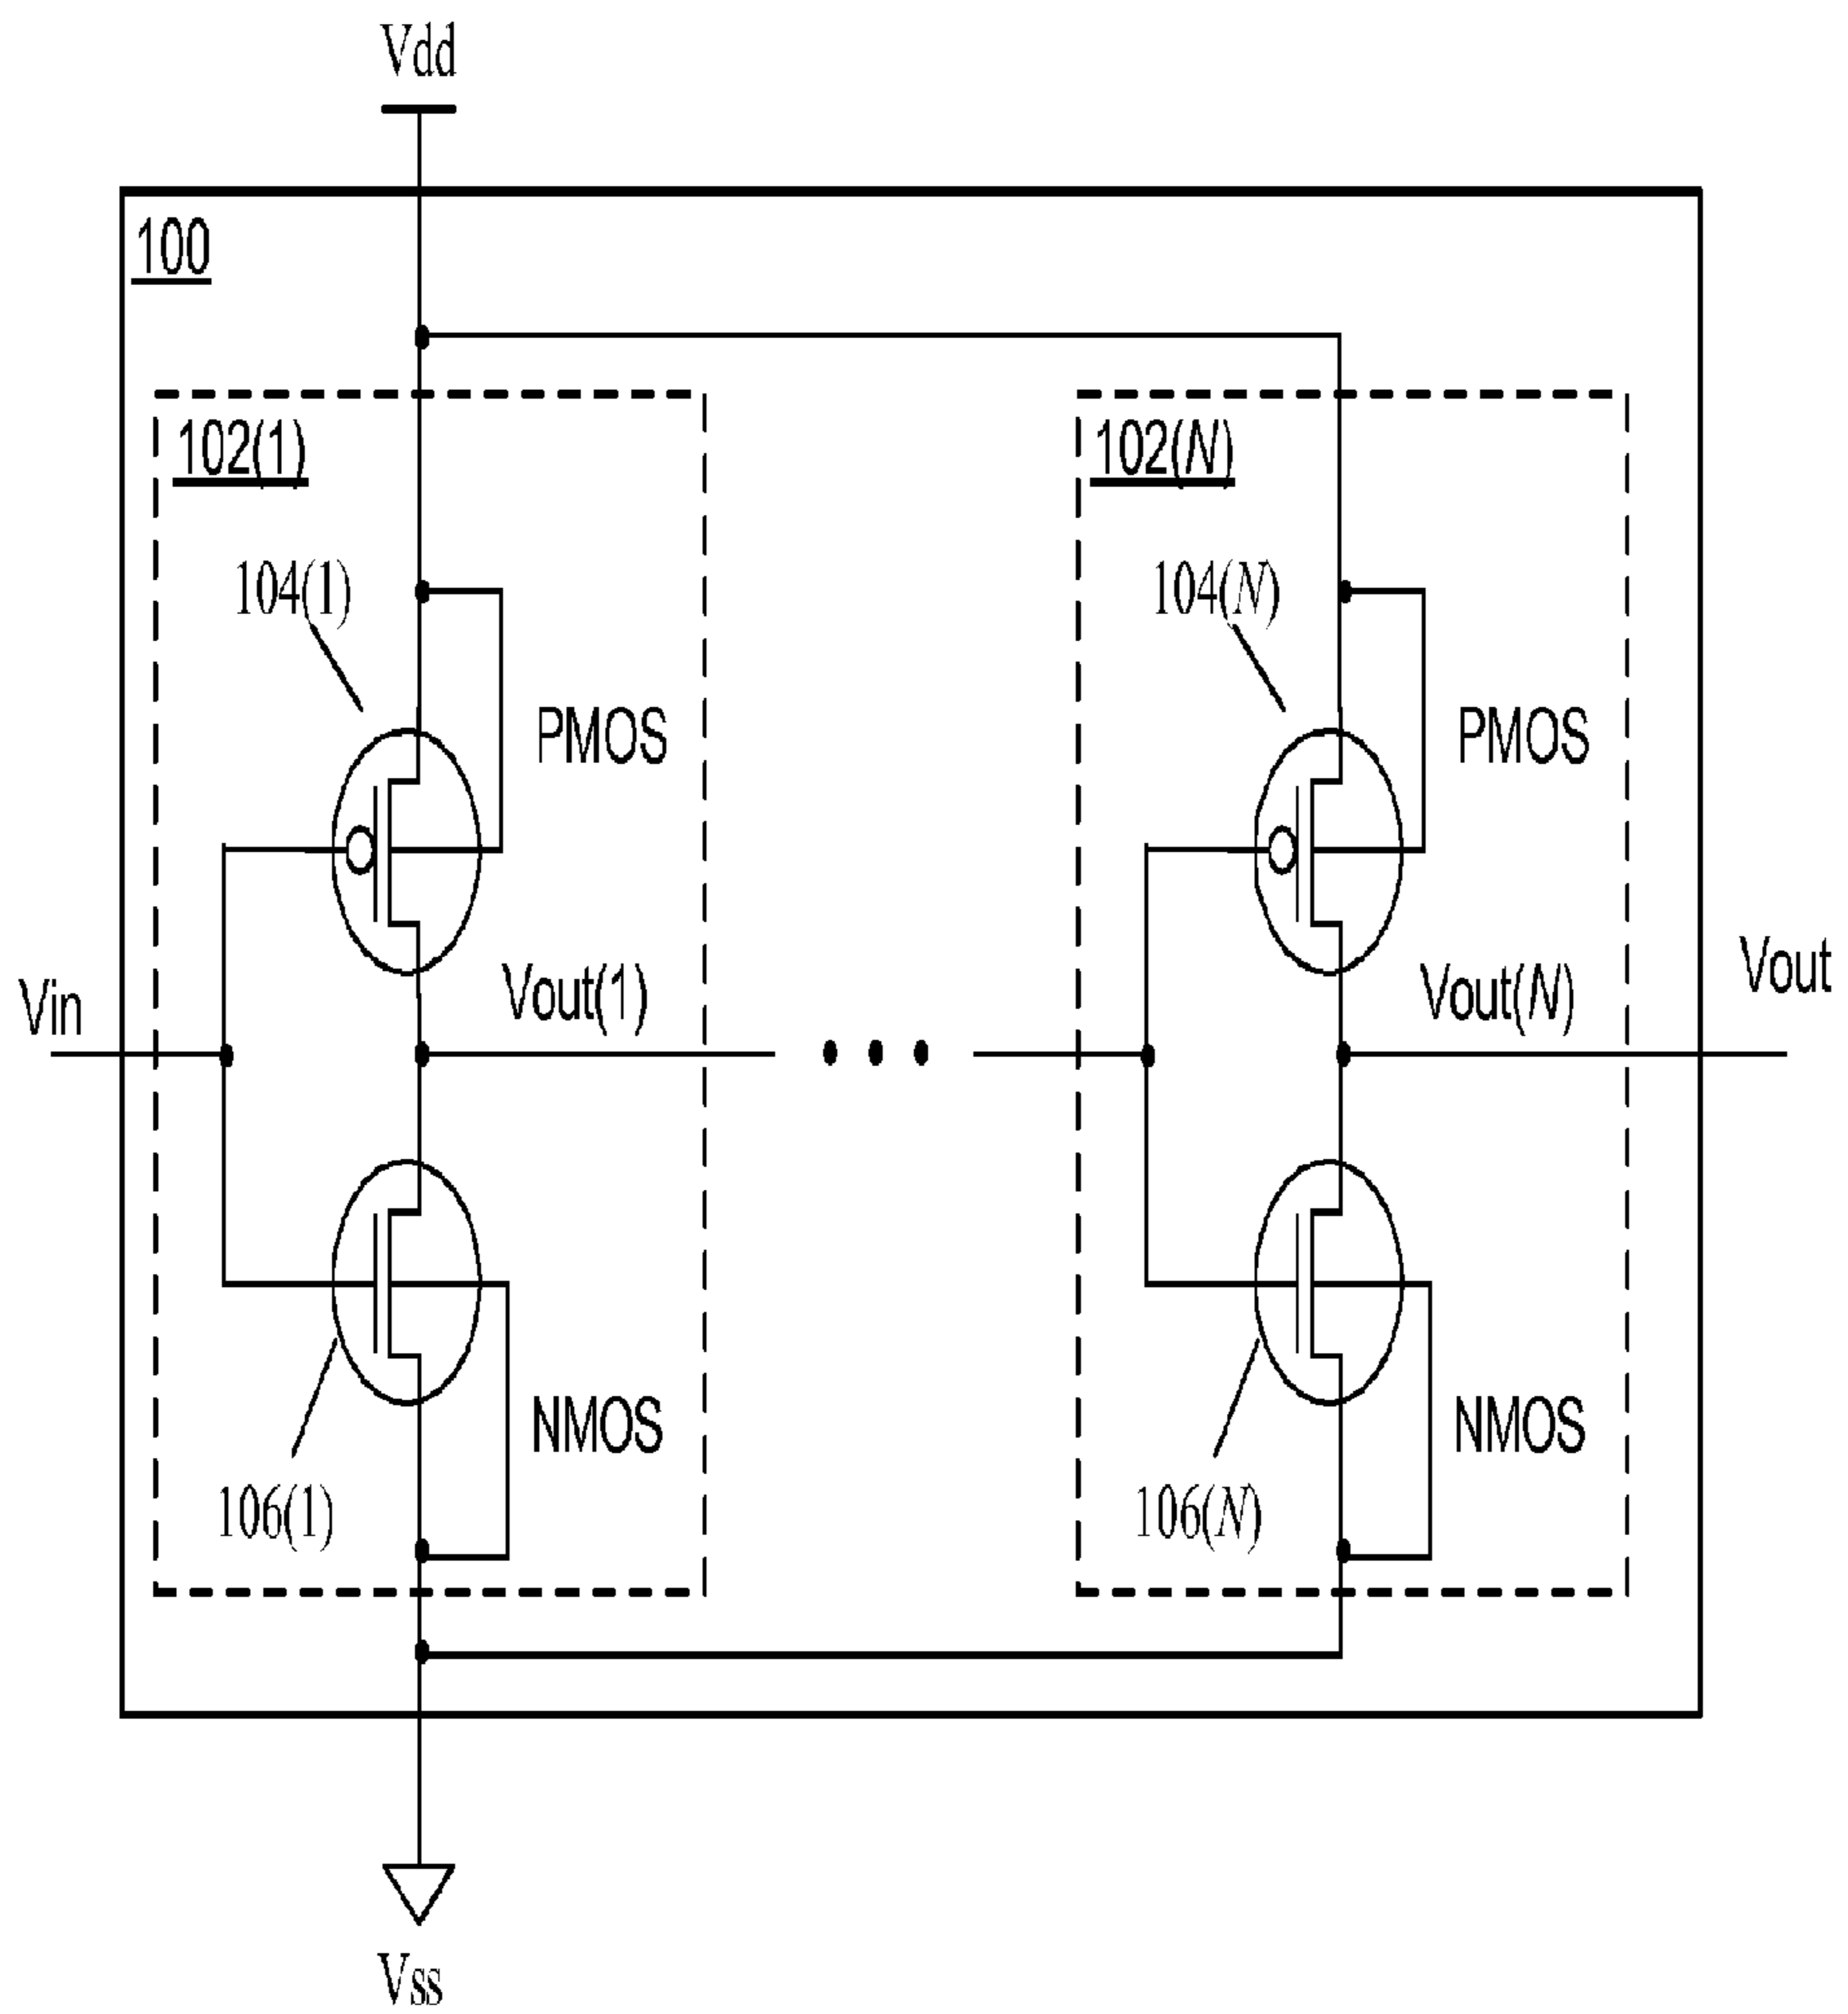 Vdd
100
102(1)
102(N)
104(1)
104(N)
PMOS
PMOS
Vin
Vout(1)
Vout(N)
Vout
NMOS
NMOS
106(1)
106(N)
Vss